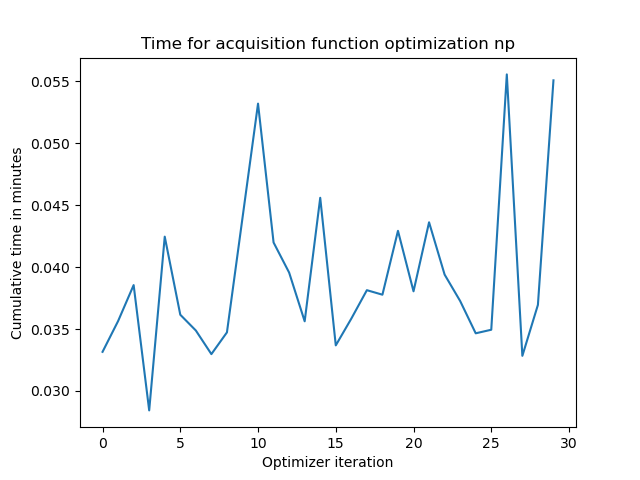 Time for acquisition function optimization np
0.055
0.050
0.045
0.040
0.035
0.030
Cumulative time in minutes
0 5 10 15 20 25 30
Optimizer iteration